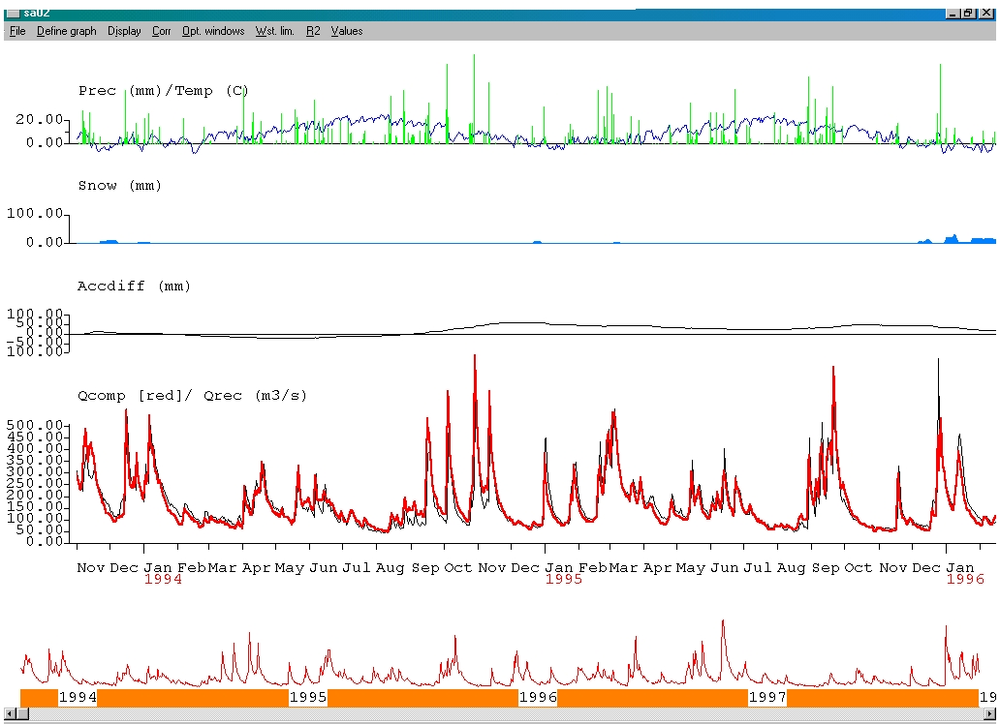 sa02
File Define graph Display Corr Opt. windows Wst. lim. R2 Values
Prec (mm)/Temp (C)
20.00
0.00
Snow (mm)
100.00
0.00
Accdiff (mm)
100.00
50.00
0.00
-50.00
100.00
Qcomp [red]/ Qrec (m3/s)
500.00
450.00
400.00
350.00
300.00
250.00
200.00
150.00
100.00
50.00
0.00
Nov Dec Jan Feb Mar Apr May Jun Jul Aug Sep Oct Nov Dec Jan Feb Mar Apr May Jun Jul Aug Sep Oct Nov Dec Jan
1994 1995 1996
1994 1995 1996 1997 19